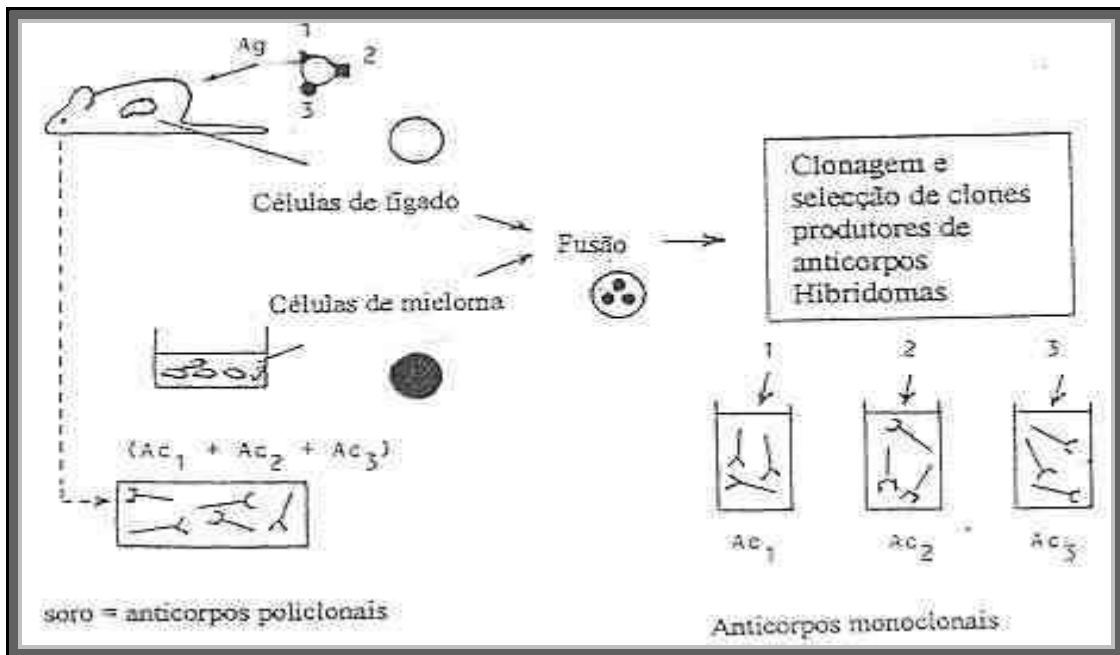 1
Ag
2
3
Células de fígado
Fusão
Células de mieloma
Clonagem e
selecção de clones
produtores de
anticorpos
Hibridomas
1 2 3
(Ac1 + Ac2 + Ac3)
Ac1 Ac2 Ac3
soro = anticorpos policlonais
Anticorpos monoclonais